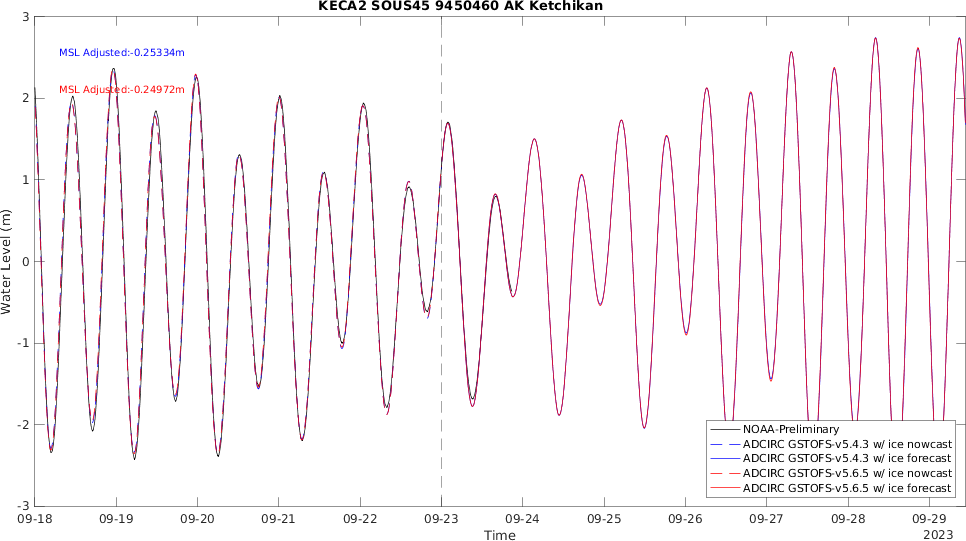 KECA2 SOUS45 9450460 AK Ketchikan
MSL Adjusted:-0.25334m
MSL Adjusted:-0.24972m
3
2
1
0
-1
-2
-3
Water Level (m)
NOAA-Preliminary
ADCIRC GSTOFS-v5.4.3 w/ ice nowcast
ADCIRC GSTOFS-v5.4.3 w/ ice forecast
ADCIRC GSTOFS-v5.6.5 w/ ice nowcast
ADCIRC GSTOFS-v5.6.5 w/ ice forecast
09-18 09-19 09-20 09-21 09-22 09-23 09-24 09-25 09-26 09-27 09-28 09-29
Time
2023